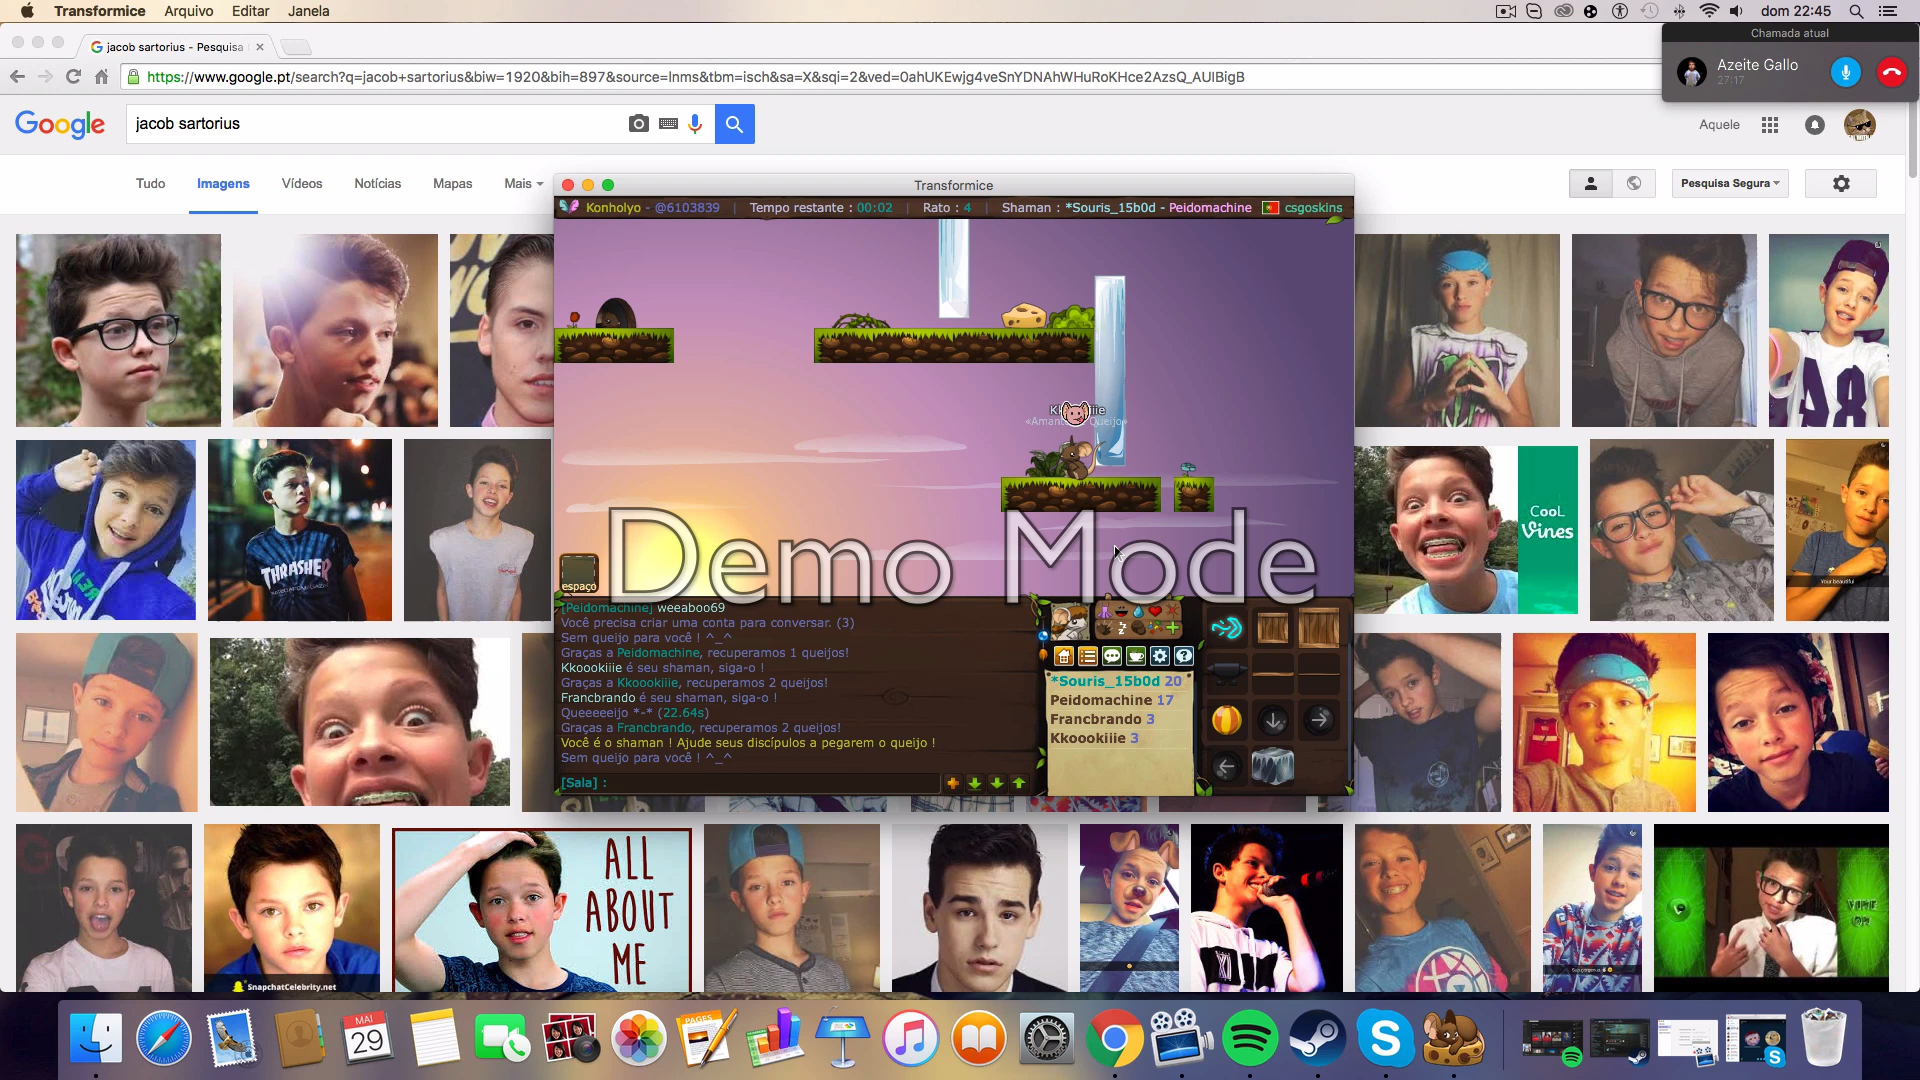 Transformice Arquivo Editar Janela
dom 22:45
Chamada atual
Azeite Gallo
27:17
jacob sartorius - Pesquisa
https://www.google.pt/search?q=jacob+sartorius&biw=1920&bih=897&source=lnms&tbm=isch&sa=X&sqi=2&ved=0ahUKEwjg4veSnYDNAhWHuRoKHce2AzsQ_AUIBigB
Google
jacob sartorius
Aquele
Tudo Imagens Vídeos Notícias Mapas Mais
Pesquisa Segura
Transformice
Konholyo - @6103839 | Tempo restante : 00:02 | Rato : 4 | Shaman : *Souris_15b0d - Peidomachine csgoskins
Demo Mode
espaço
[Peidomachine] weeaboo69
Você precisa criar uma conta para conversar. (3)
Sem queijo para você ! ^_^
Graças a Peidomachine, recuperamos 1 queijos!
Kkoookiiie é seu shaman, siga-o !
Graças a Kkoookiiie, recuperamos 2 queijos!
Francbrando é seu shaman, siga-o !
Queeeeeijo *-* (22.64s)
Graças a Francbrando, recuperamos 2 queijos!
Você é o shaman ! Ajude seus discípulos a pegarem o queijo !
Sem queijo para você ! ^_^
[Sala] :
*Souris_15b0d 20
Peidomachine 17
Francbrando 3
Kkoookiiie 3
THRASHER
COOL
Vines
Your beautiful
SnapchatCelebrity.net
ALL
ABOUT
ME
MAI
29
PAGES